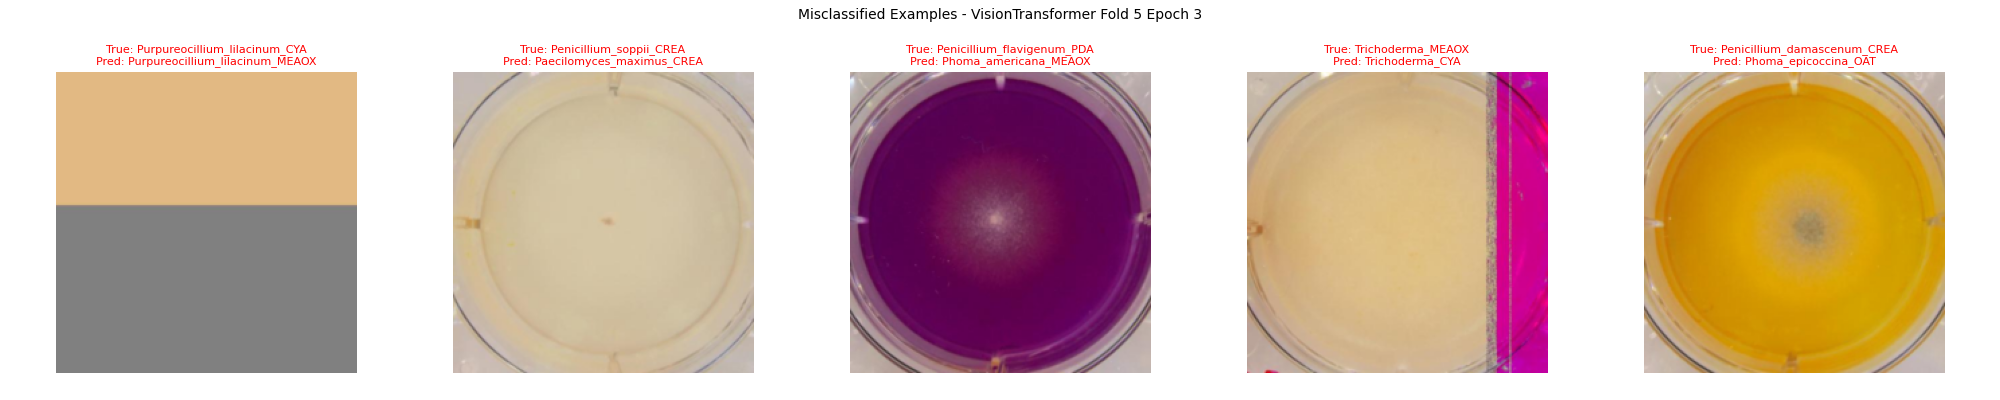 Misclassified Examples - VisionTransformer Fold 5 Epoch 3
True: Purpureocillium_lilacinum_CYA
Pred: Purpureocillium_lilacinum_MEAOX
True: Penicillium_soppii_CREA
Pred: Paecilomyces_maximus_CREA
True: Penicillium_flavigenum_PDA
Pred: Phoma_americana_MEAOX
True: Trichoderma_MEAOX
Pred: Trichoderma_CYA
True: Penicillium_damascenum_CREA
Pred: Phoma_epicoccina_OAT